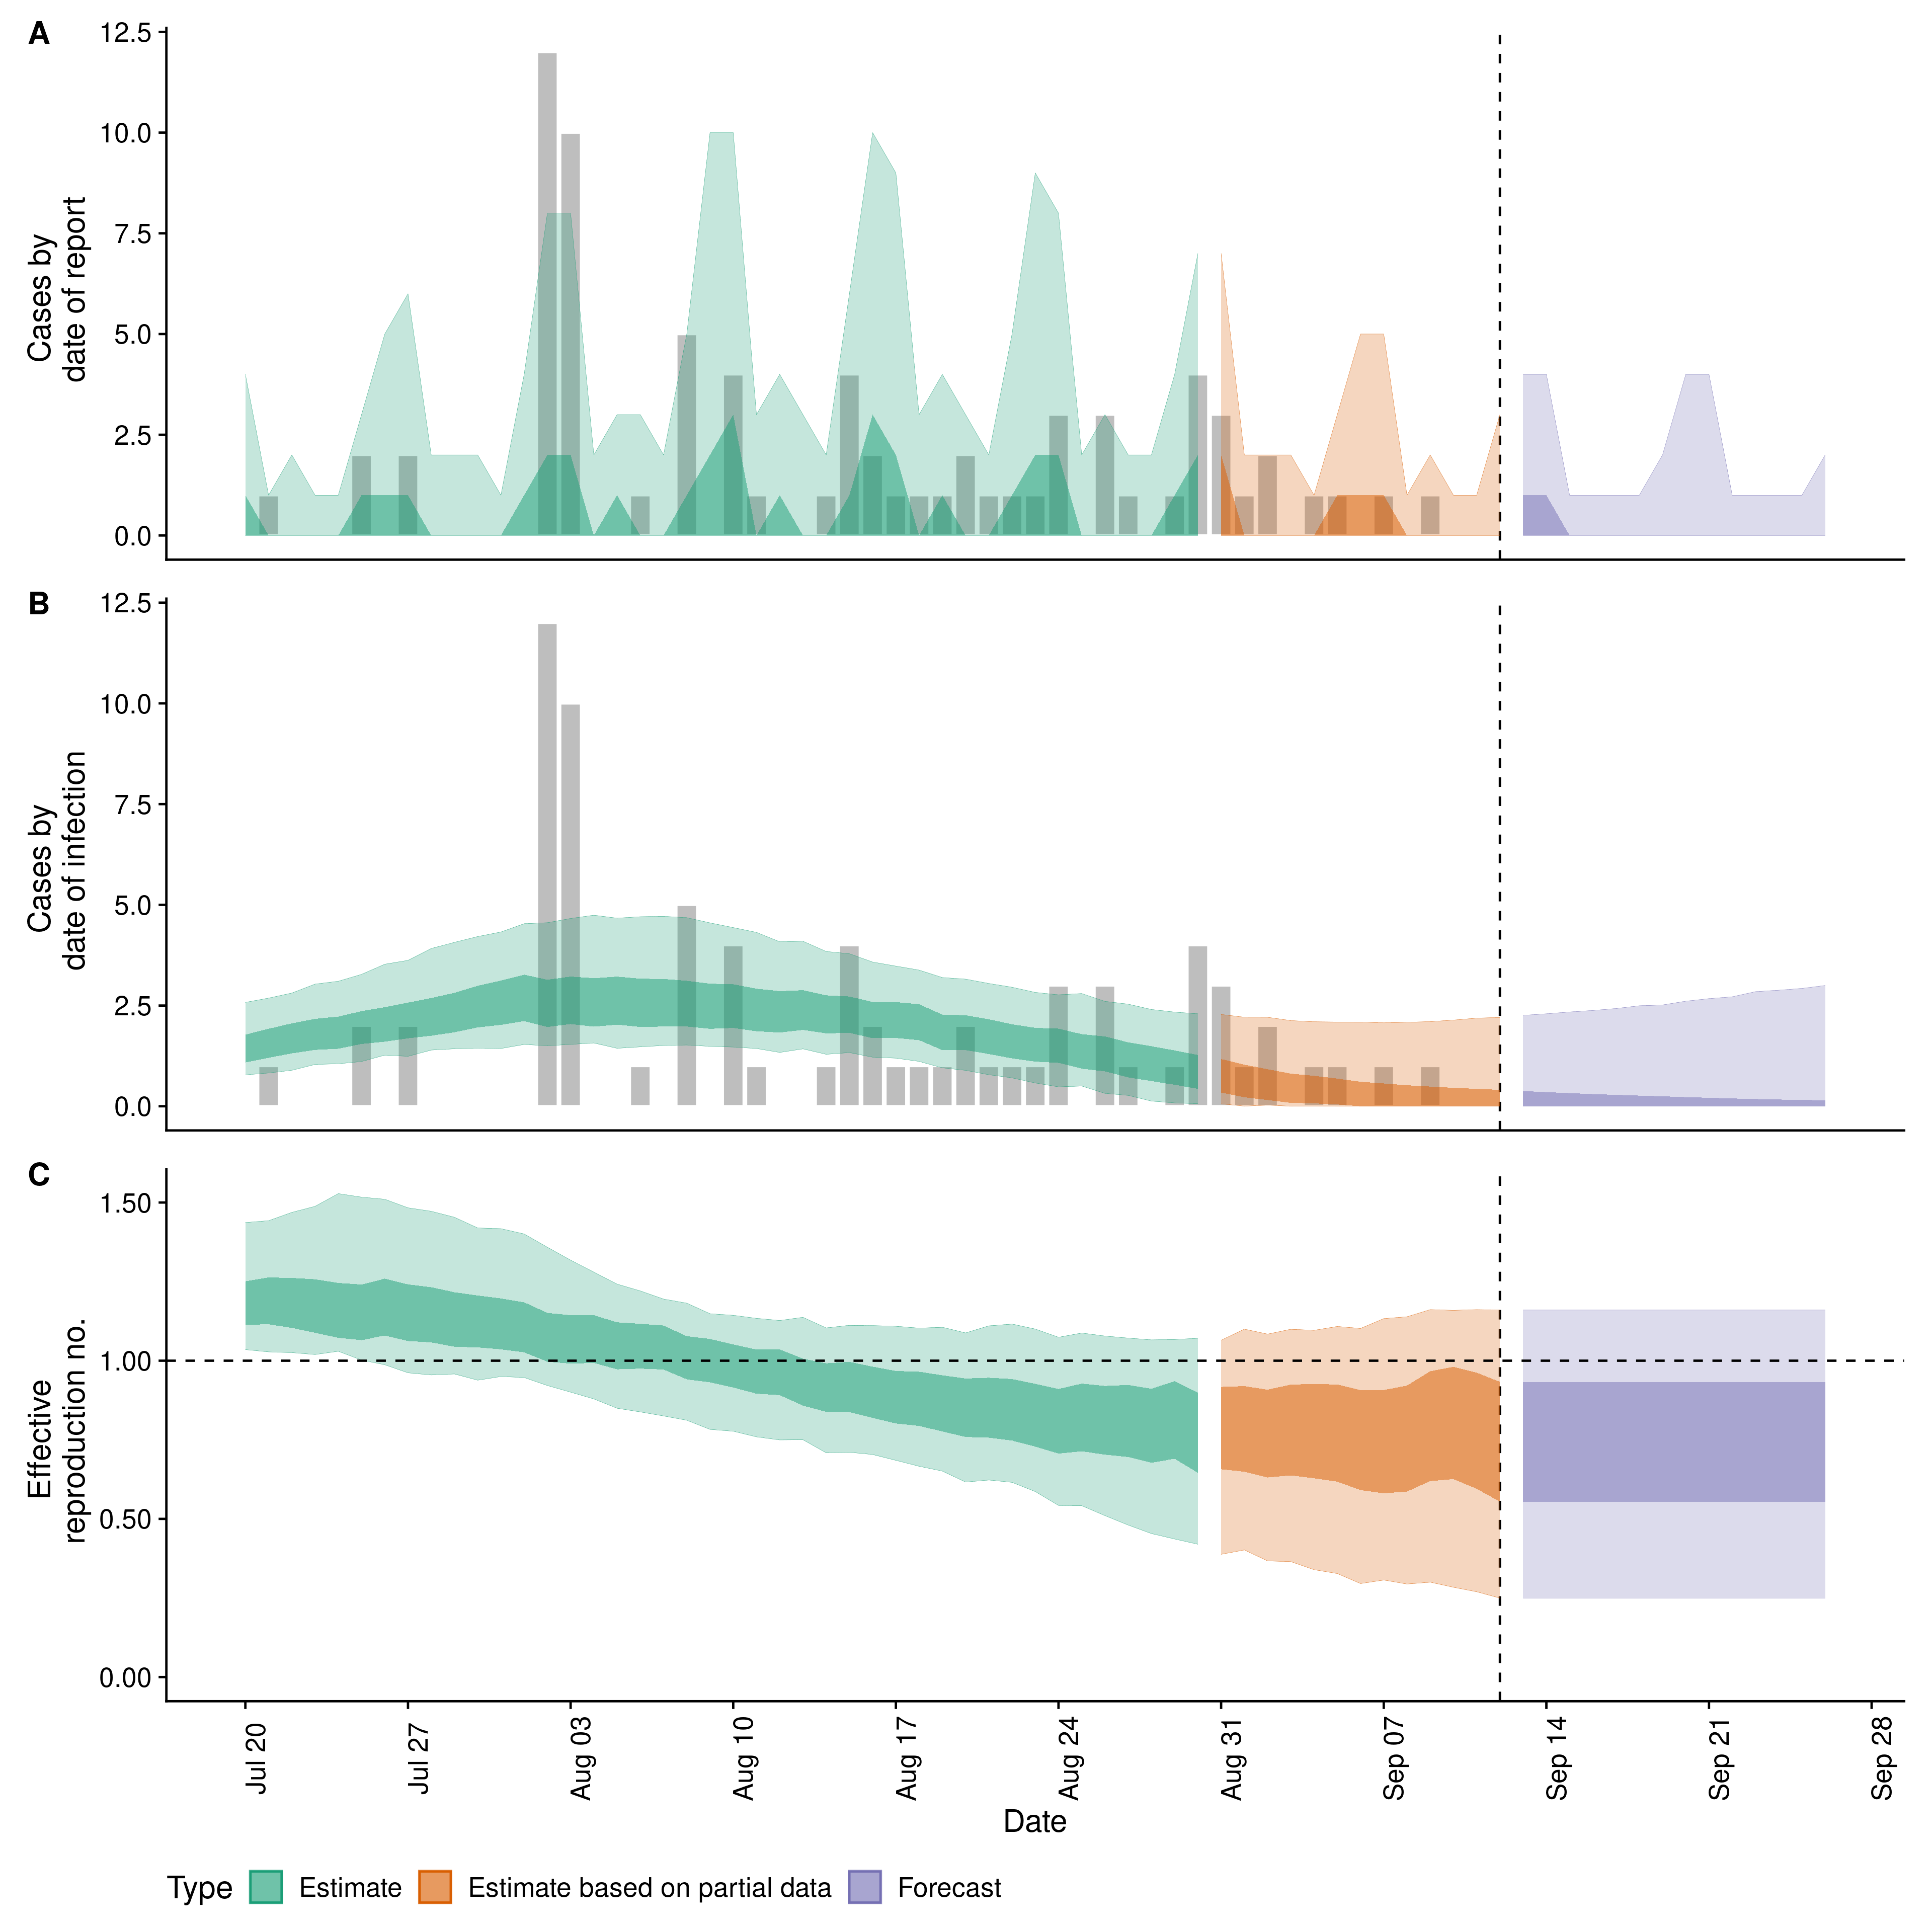 A
12.5
10.0
7.5
5.0
2.5
0.0
Cases by
date of report
B
12.5
10.0
7.5
5.0
2.5
0.0
Cases by
date of infection
C
1.50
1.00
0.50
0.00
Effective
reproduction no.
Jul 20
Jul 27
Aug 03
Aug 10
Aug 17
Aug 24
Aug 31
Sep 07
Sep 14
Sep 21
Sep 28
Date
Type Estimate Estimate based on partial data Forecast